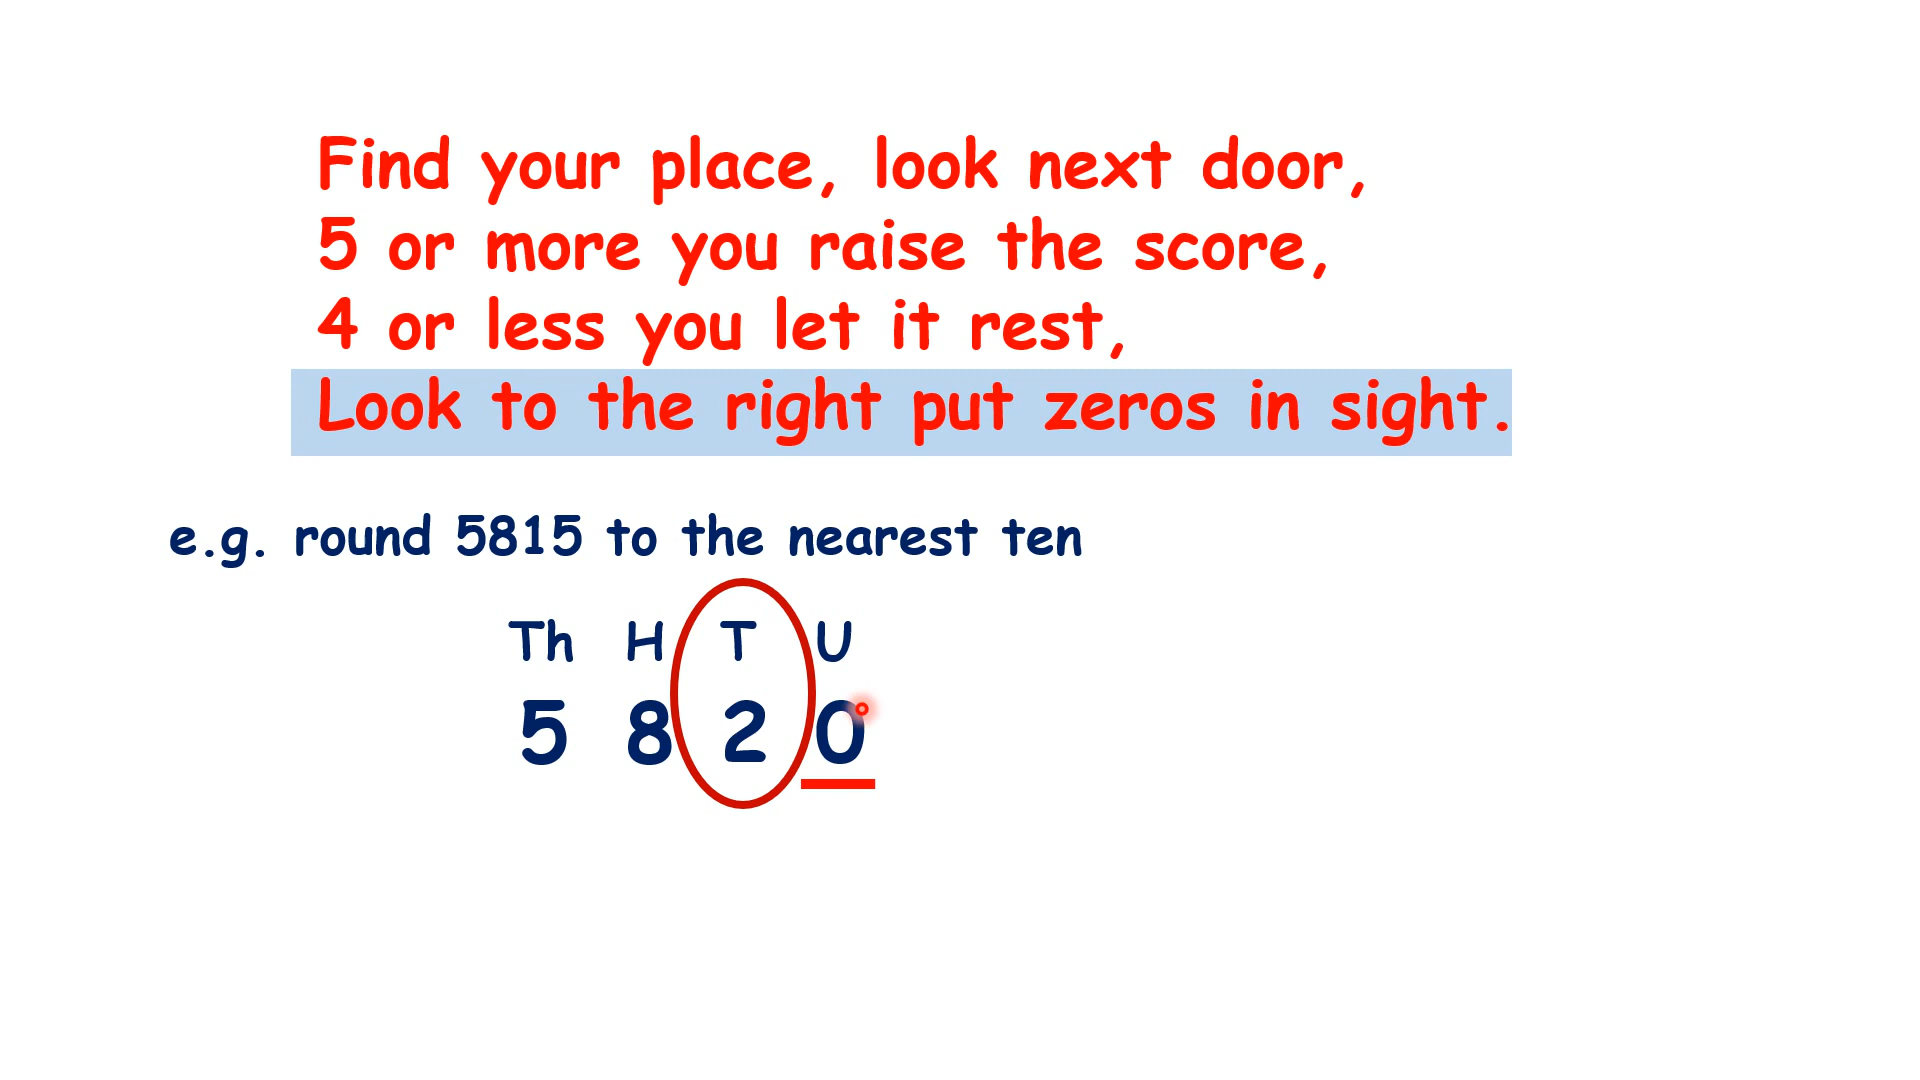 Find your place, look next door,
5 or more you raise the score,
4 or less you let it rest,
Look to the right put zeros in sight.
e.g. round 5815 to the nearest ten
Th H T U
5 8 2 0